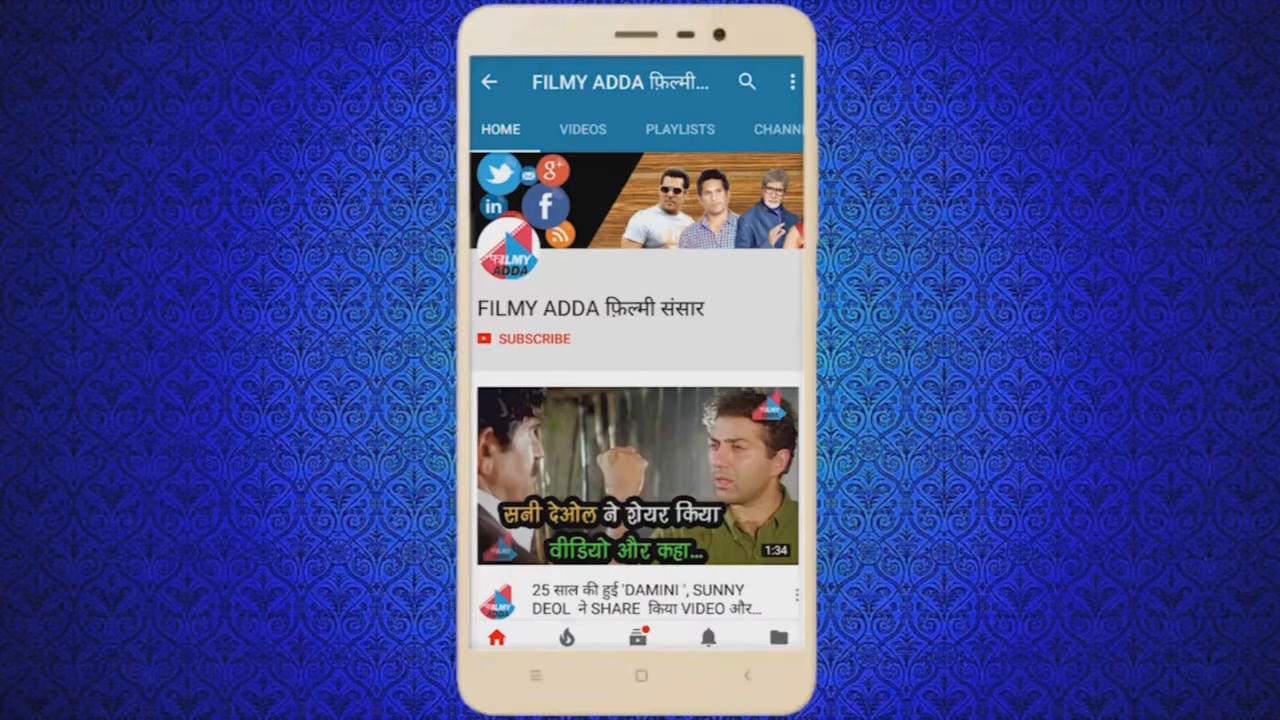 FILMY ADDA फ़िल्मी...
HOME VIDEOS PLAYLISTS CHANN
g+
in f
FILMY
ADDA
FILMY ADDA फ़िल्मी संसार
SUBSCRIBE
सनी देओल ने शेयर किया
वीडियो और कहा...
1:34
25 साल की हुई 'DAMINI ', SUNNY
DEOL ने SHARE किया VIDEO और...